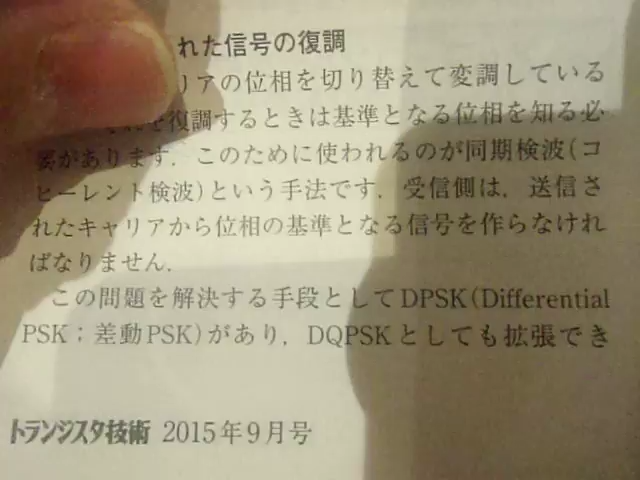 れた信号の復調
リアの位相を切り替えて変調している
を復調するときは基準となる位相を知る必
要があります．このために使われるのが同期検波(コ
ヒーレント検波)という手法です．受信側は，送信さ
れたキャリアから位相の基準となる信号を作らなけれ
ばなりません．
この問題を解決する手段としてDPSK(Differential
PSK；差動PSK)があり，DQPSKとしても拡張でき
トランジスタ技術 2015年9月号